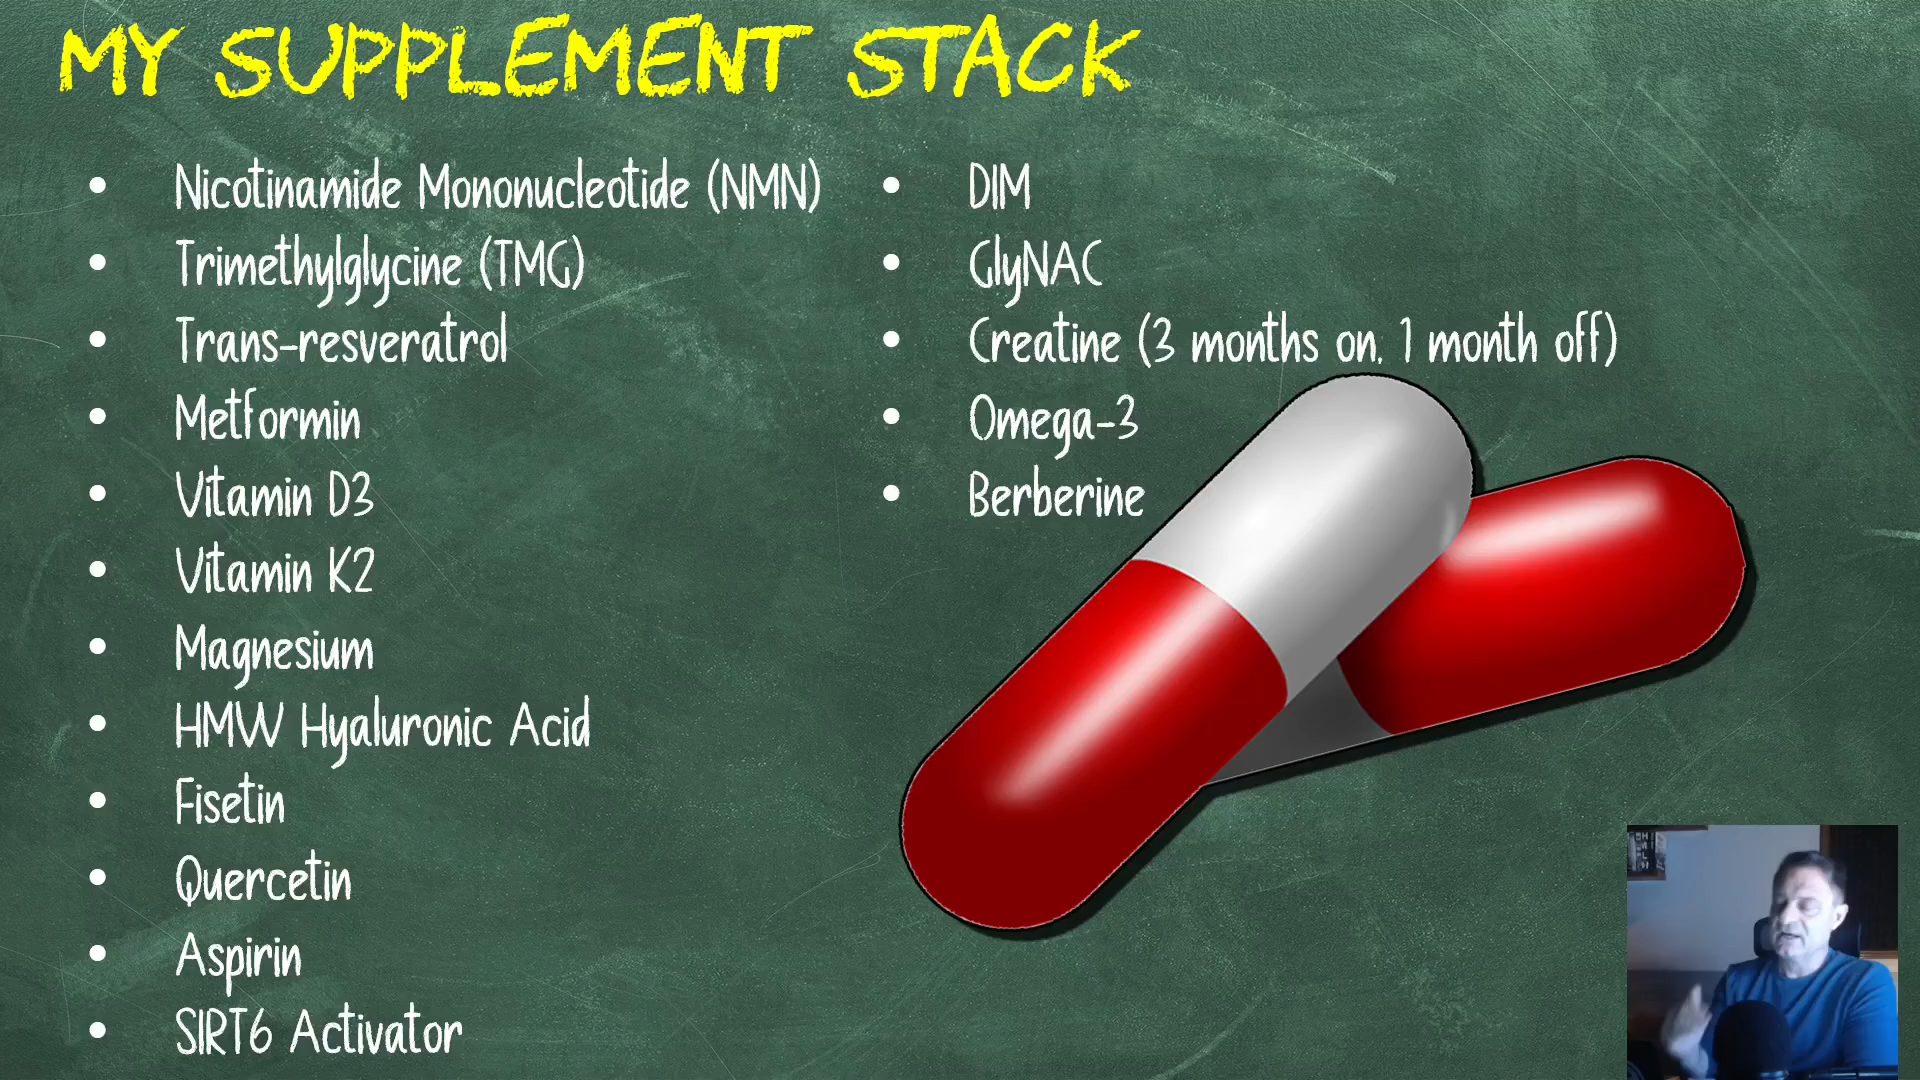 MY SUPPLEMENT STACK
• Nicotinamide Mononucleotide (NMN)
• Trimethylglycine (TMG)
• Trans-resveratrol
• Metformin
• Vitamin D3
• Vitamin K2
• Magnesium
• HMW Hyaluronic Acid
• Fisetin
• Quercetin
• Aspirin
• SIRT6 Activator
• DIM
• GlyNAC
• Creatine (3 months on, 1 month off)
• Omega-3
• Berberine